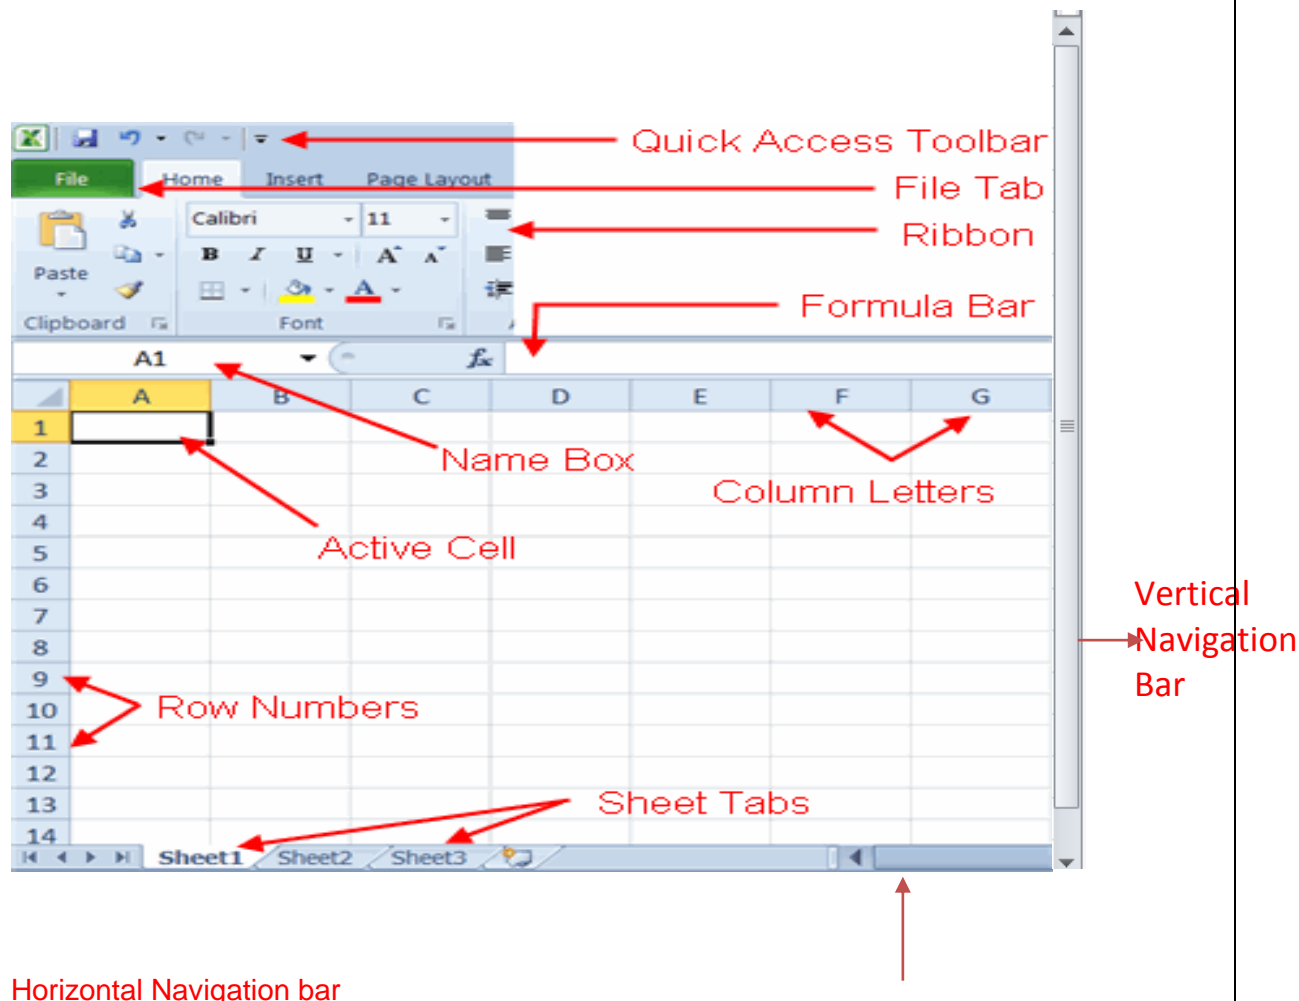 Quick Access Toolbar
File Home Insert Page Layout
File Tab
Calibri 11
Ribbon
B I U A A
Paste
A
Formula Bar
Clipboard Font
A1 fx
A B C D E F G
1
2 Name Box
3 Column Letters
4
5 Active Cell
6
7
8
9
10 Row Numbers
11
12
13 Sheet Tabs
14
Sheet1 Sheet2 Sheet3
Vertical
Navigation
Bar
Horizontal Navigation bar